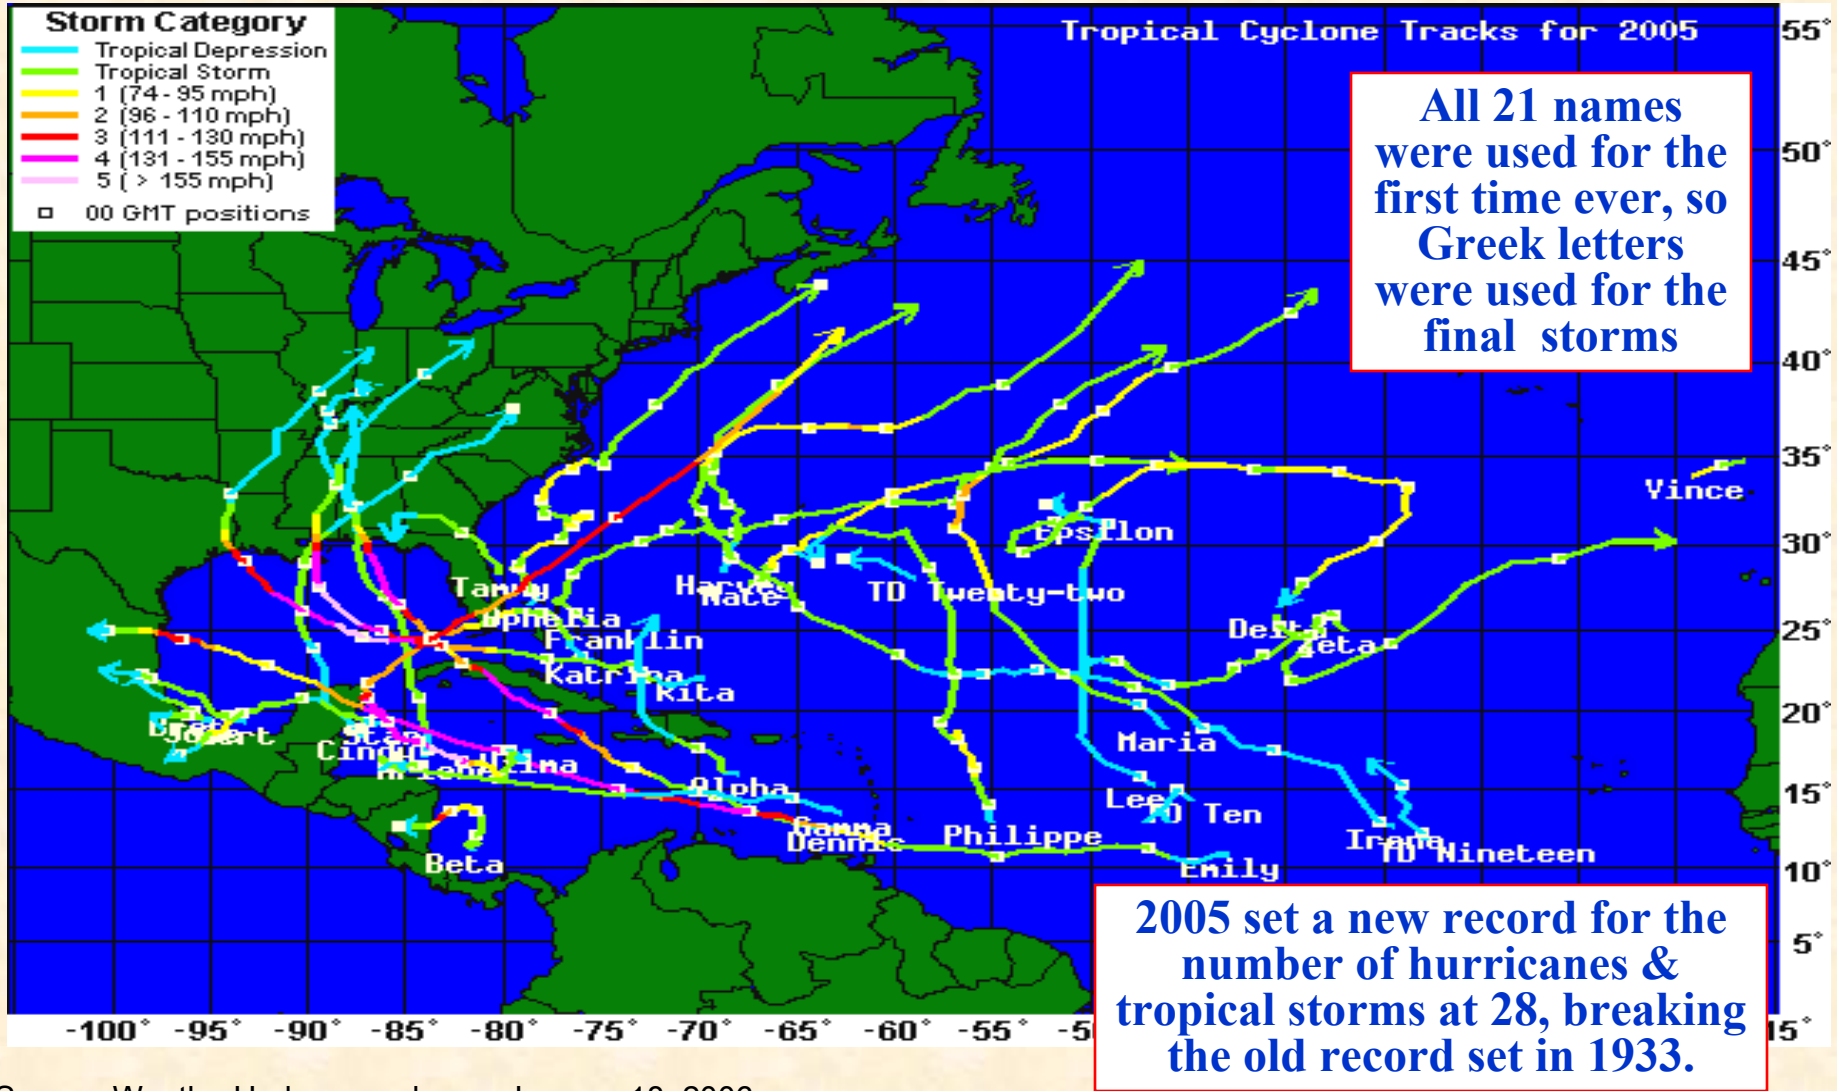 Storm Category
Tropical Depression
Tropical Storm
1 (74 - 95 mph)
2 (96 - 110 mph)
3 (111 - 130 mph)
4 (131 - 155 mph)
5 ( > 155 mph)
00 GMT positions
Tropical Cyclone Tracks for 2005
All 21 names
were used for the
first time ever, so
Greek letters
were used for the
final storms
55°
50°
45°
40°
35°
30°
25°
20°
15°
10°
5°
Vince
Epsilon
TD Twenty-two
Harvey
Nate
Tammy
Ophelia
Franklin
Katrina
Rita
Delta
Zeta
Maria
Stan
Cindy
Wilma
Arlene
Alpha
Lee
TD Ten
Gamma
Dennis
Philippe
Irene
TD Nineteen
Emily
Beta
2005 set a new record for the
number of hurricanes &
tropical storms at 28, breaking
the old record set in 1933.
-100° -95° -90° -85° -80° -75° -70° -65° -60° -55°